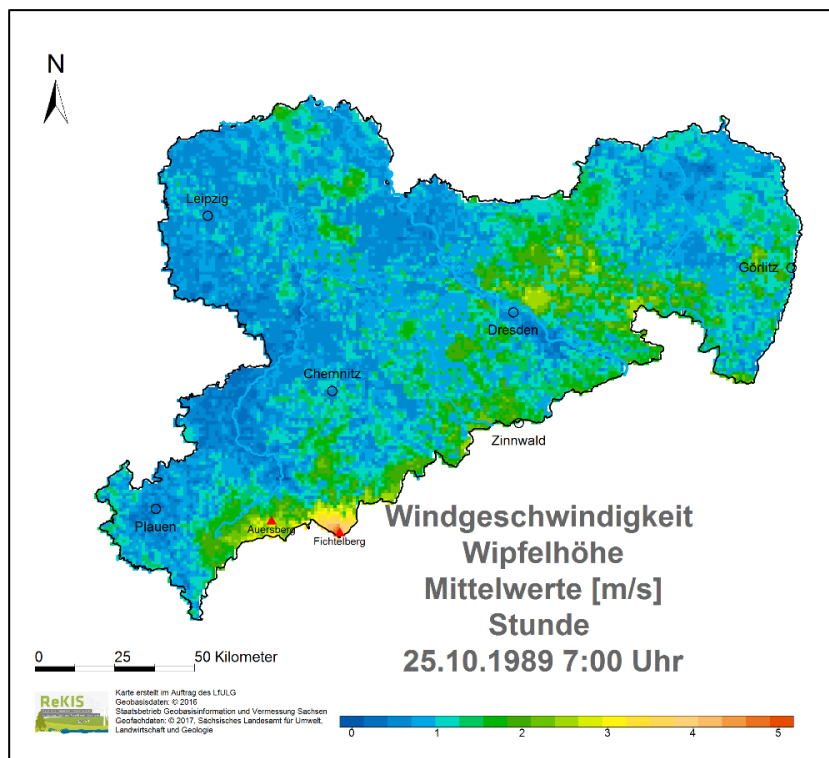 N
Leipzig
Görlitz
Dresden
Chemnitz
Zinnwald
Plauen
Auersberg
Fichtelberg
Windgeschwindigkeit
Wipfelhöhe
Mittelwerte [m/s]
Stunde
25.10.1989 7:00 Uhr
0 25 50 Kilometer
ReKIS
Karte erstellt im Auftrag des LfULG
Geobasisdaten: © 2016
Staatsbetrieb Geobasisinformation und Vermessung Sachsen
Geofachdaten: © 2017, Sächsisches Landesamt für Umwelt,
Landwirtschaft und Geologie
0 1 2 3 4 5